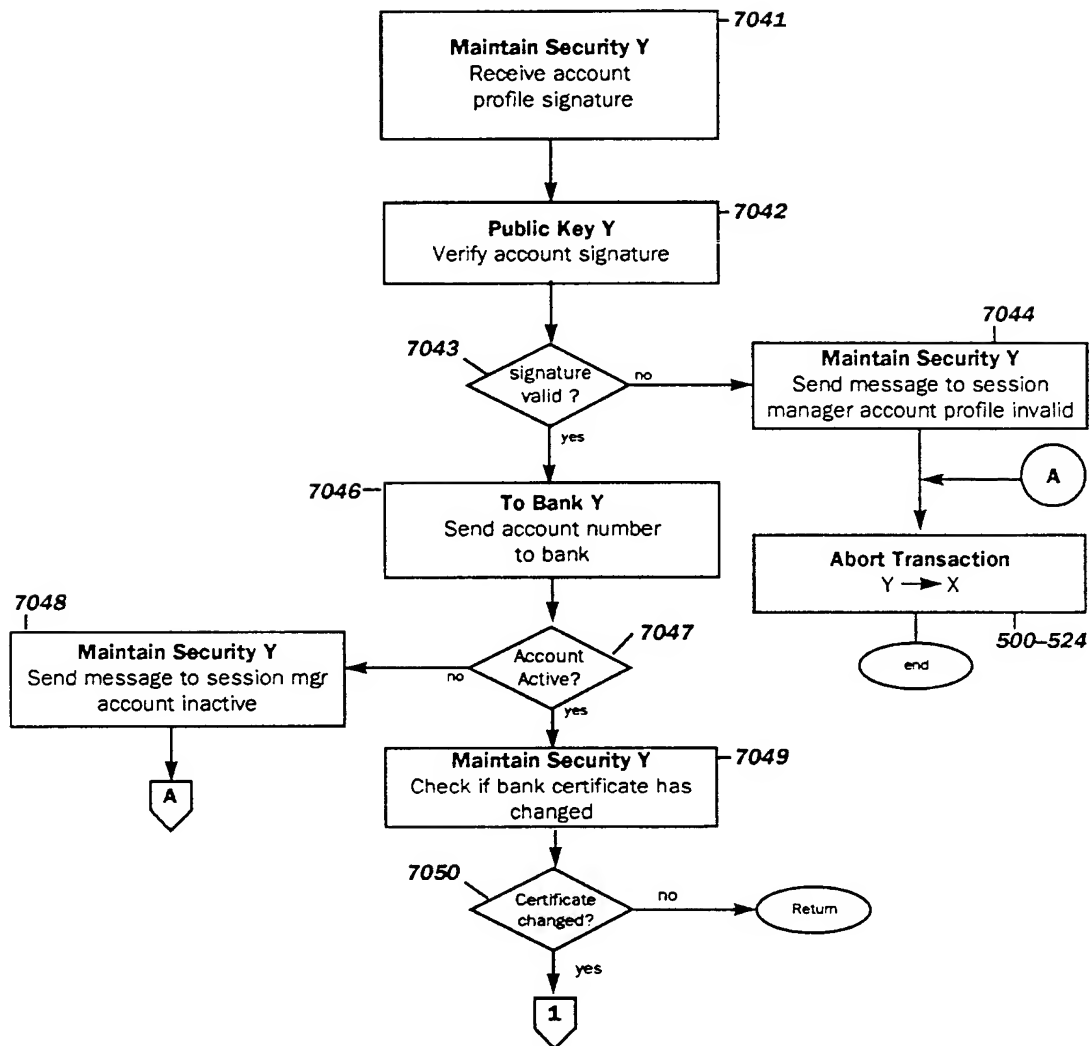 7041
Maintain Security Y
Receive account
profile signature
7042
Public Key Y
Verify account signature
7043
signature
valid ?
no
yes
7044
Maintain Security Y
Send message to session
manager account profile invalid
A
7046
To Bank Y
Send account number
to bank
Abort Transaction
Y → X
500–524
end
7048
Maintain Security Y
Send message to session mgr
account inactive
A
7047
Account
Active?
no
yes
Maintain Security Y
Check if bank certificate has
changed
7049
7050
Certificate
changed?
no
Return
yes
1